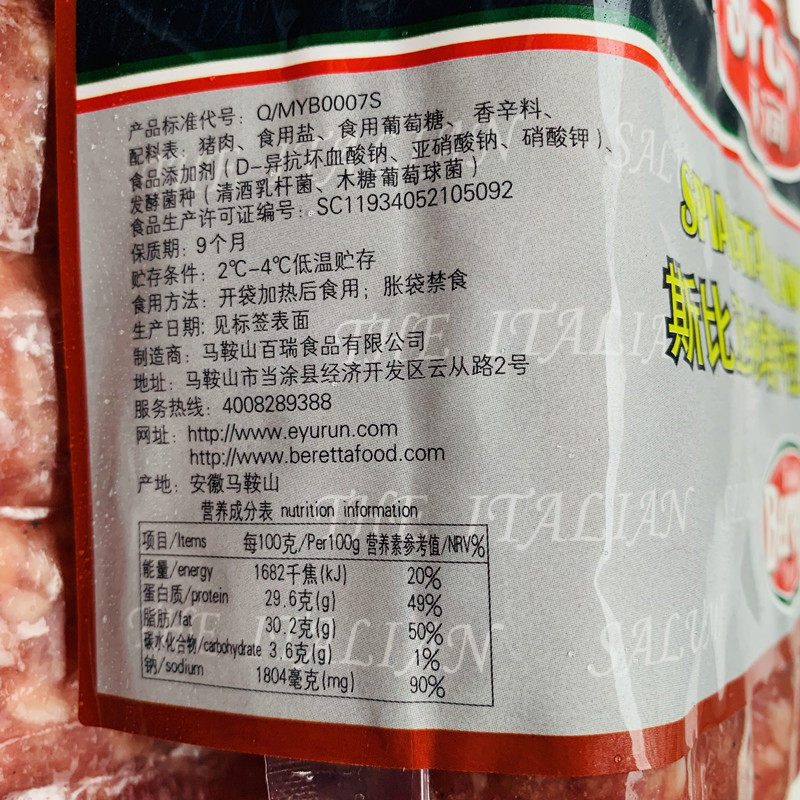 润
产品标准代号：Q/MYB0007S
配料表：猪肉、食用盐、食用葡萄糖、香辛料、
食品添加剂（D-异抗坏血酸钠、亚硝酸钠、硝酸钾）、
发酵菌种（清酒乳杆菌、木糖葡萄球菌）
食品生产许可证编号：SC11934052105092
保质期：9个月
贮存条件：2℃-4℃低温贮存
食用方法：开袋加热后食用；胀袋禁食
生产日期：见标签表面
制造商：马鞍山百瑞食品有限公司
地址：马鞍山市当涂县经济开发区云从路2号
服务热线：4008289388
网址：http://www.eyurun.com
http://www.berettafood.com
产地：安徽马鞍山
营养成分表 nutrition information
项目/Items 每100克/Per100g 营养素参考值/NRV%
能量/energy 1682千焦(kJ) 20%
蛋白质/protein 29.6克(g) 49%
脂肪/fat 30.2克(g) 50%
碳水化合物/carbohydrate 3.6克(g) 1%
钠/sodium 1804毫克(mg) 90%
斯比
THE ITALIAN
THE ITALIAN
THE ITALIAN